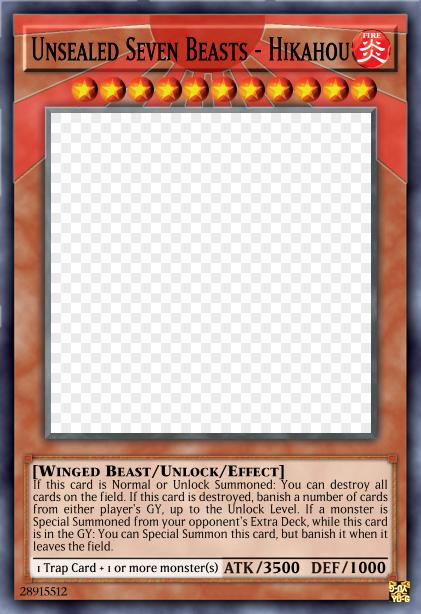 Unsealed Seven Beasts - Hikahou
FIRE
炎
[Winged Beast/Unlock/Effect]
If this card is Normal or Unlock Summoned: You can destroy all
cards on the field. If this card is destroyed, banish a number of cards
from either player's GY, up to the Unlock Level. If a monster is
Special Summoned from your opponent's Extra Deck, while this card
is in the GY: You can Special Summon this card, but banish it when it
leaves the field.
1 Trap Card + 1 or more monster(s) ATK/3500 DEF/1000
28915512